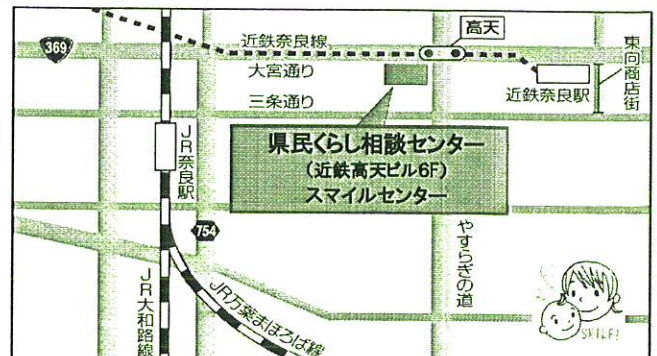 369
近鉄奈良線
高天
大宮通り
東向商店街
近鉄奈良駅
三条通り
県民くらし相談センター
(近鉄高天ビル6F)
スマイルセンター
JR奈良駅
754
やすらぎの道
JR大和路線
JR万葉まほろば線
SMILE!